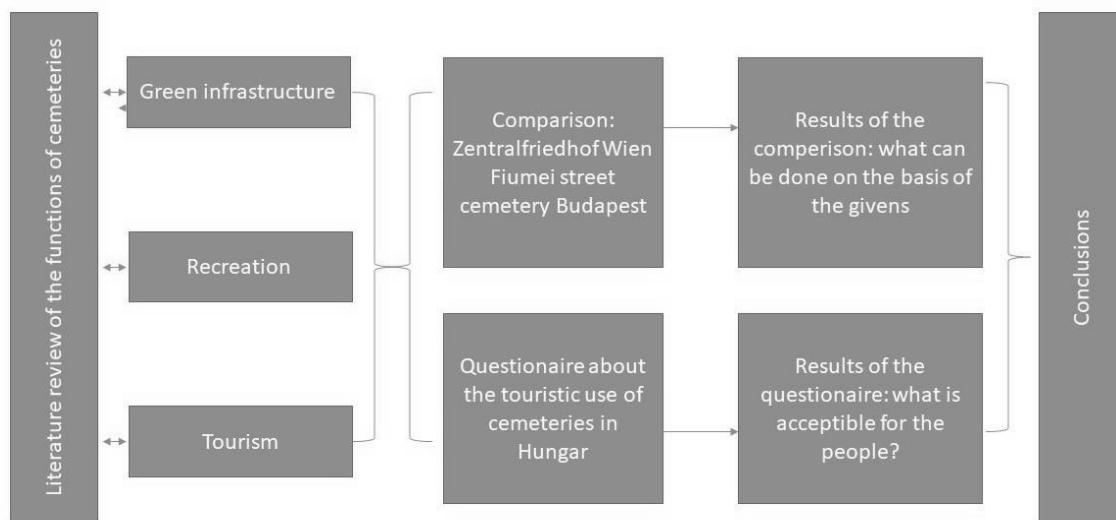 Literature review of the functions of cemeteries
Green infrastructure
Recreation
Tourism
Comparison:
Zentralfriedhof Wien
Fiumei street
cemetery Budapest
Questionaire about
the touristic use of
cemeteries in
Hungar
Results of the
comperison: what can
be done on the basis of
the givens
Results of the
questionaire: what is
acceptible for the
people?
Conclusions